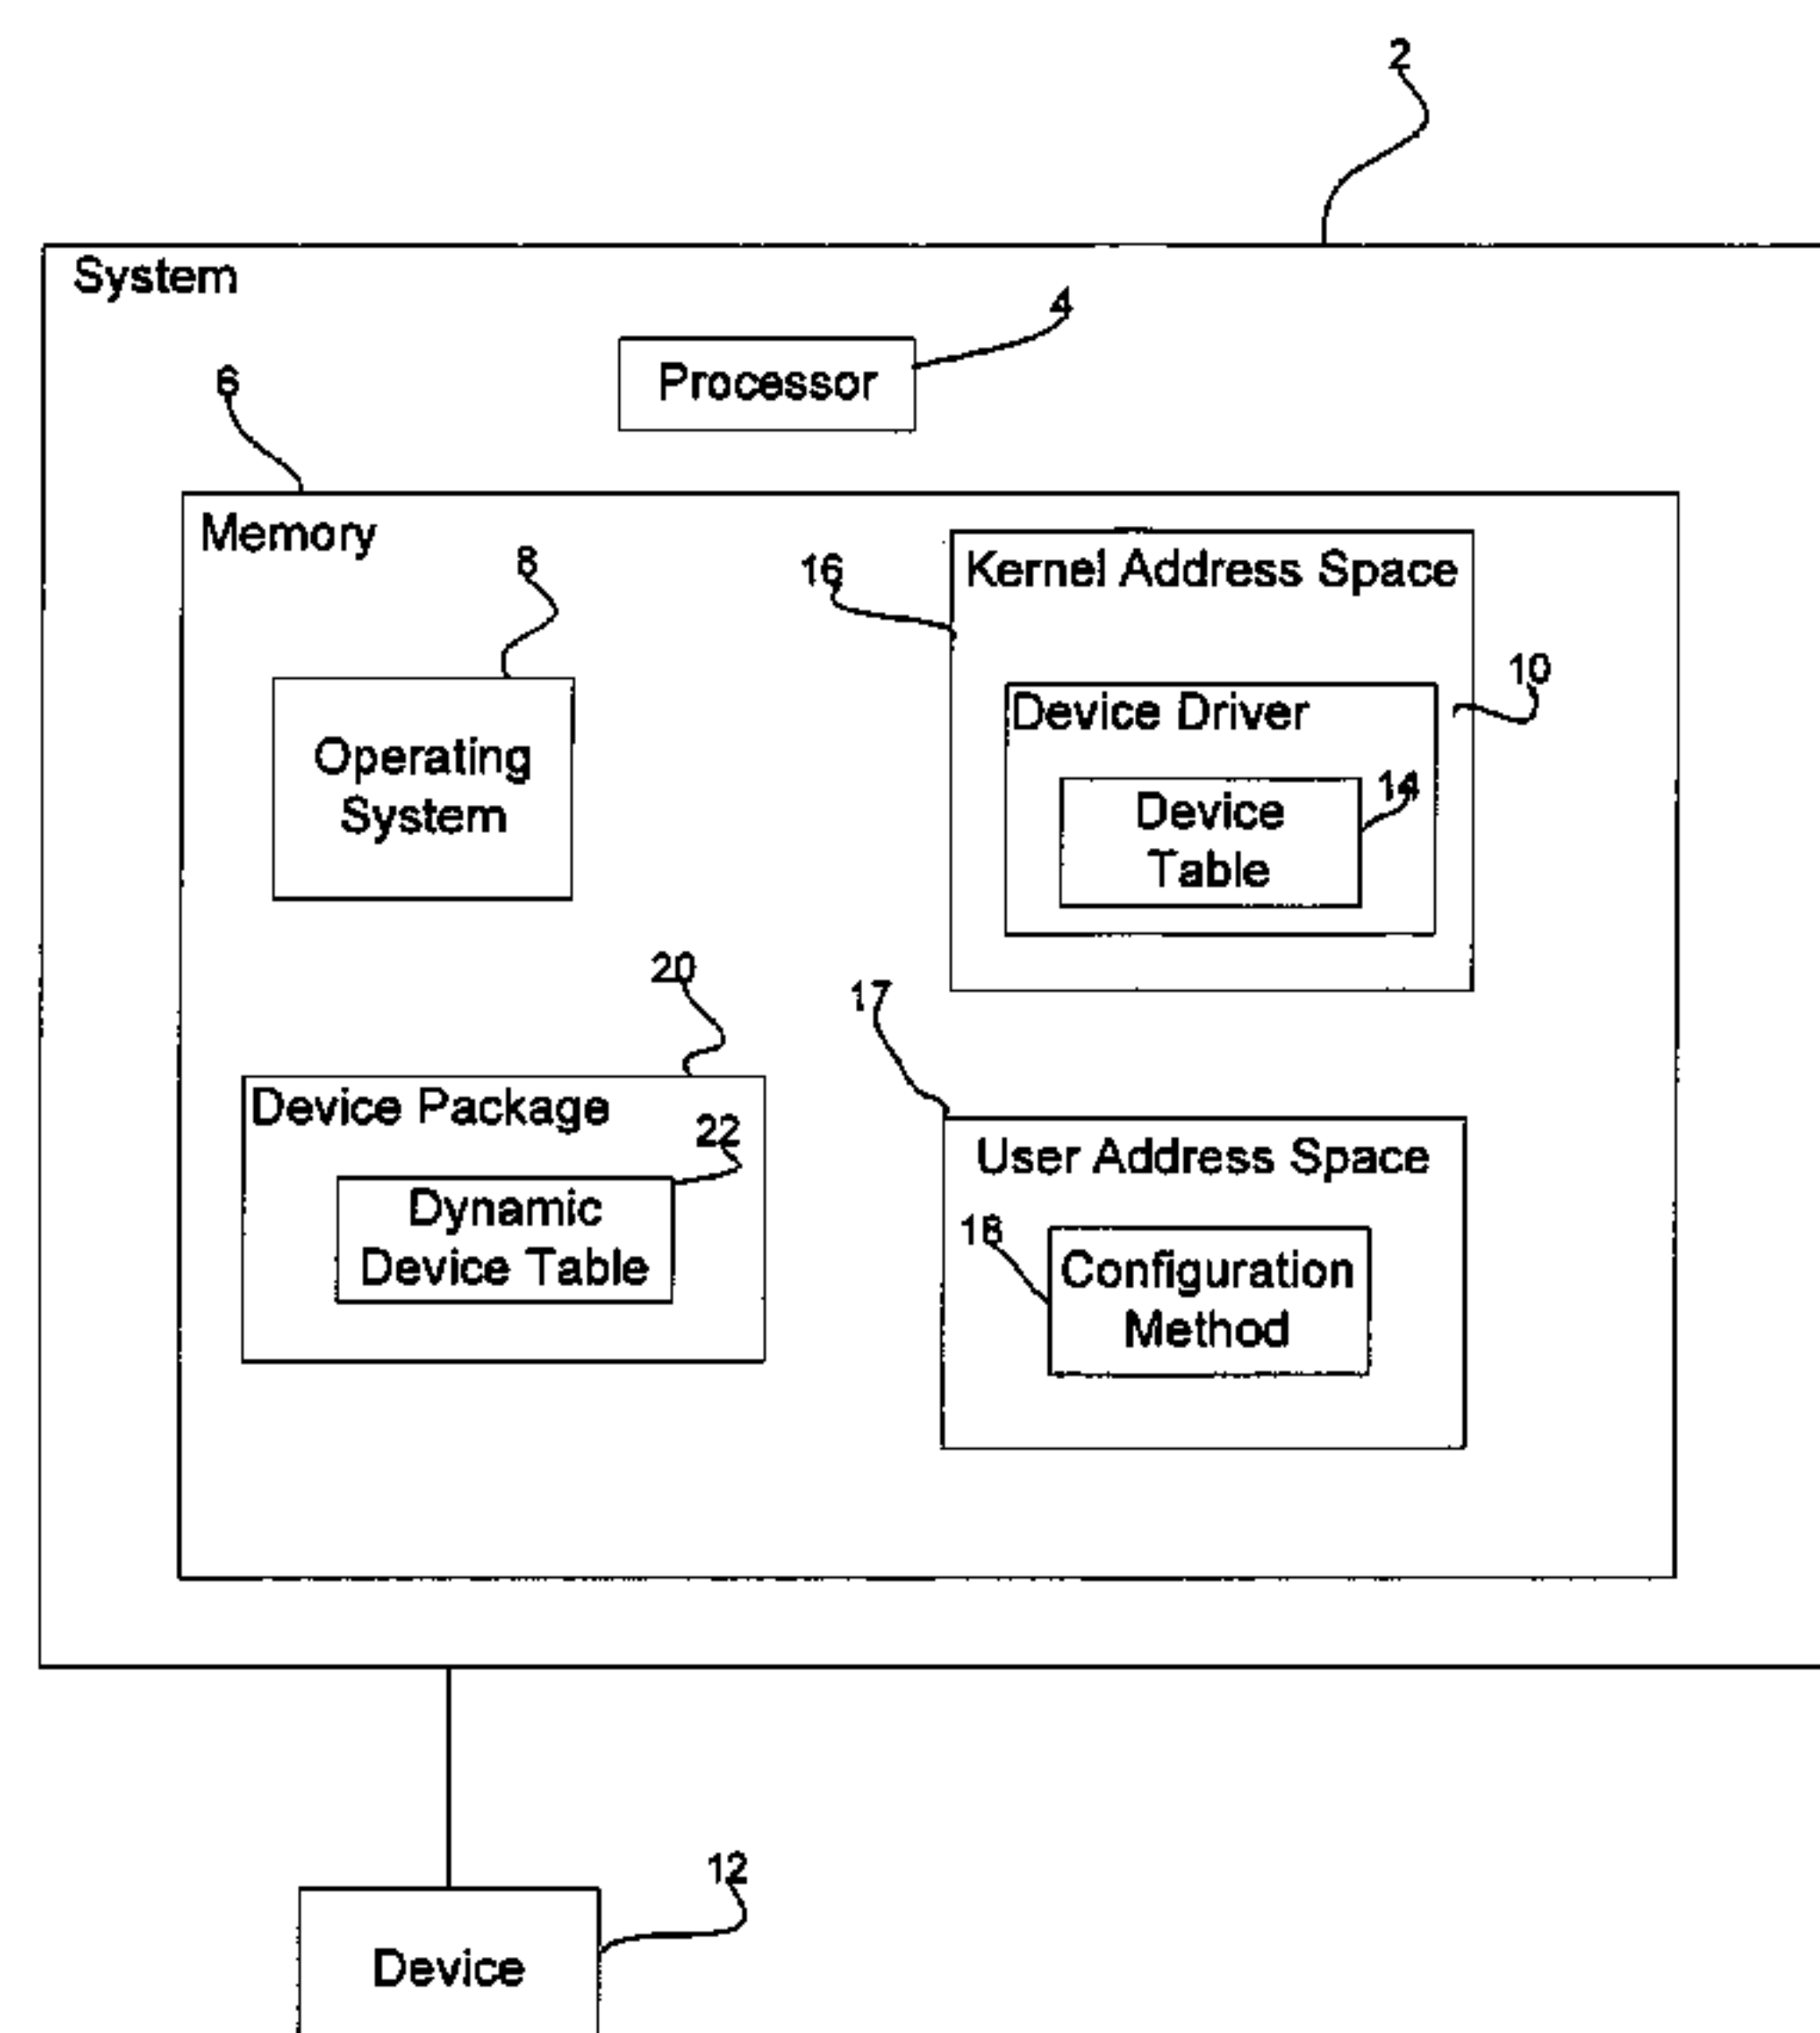 2
System
4
Processor
6
Memory
8
16
Kernel Address Space
10
Device Driver
14
Device
Table
Operating
System
20
17
Device Package
22
Dynamic
Device Table
User Address Space
18
Configuration
Method
12
Device